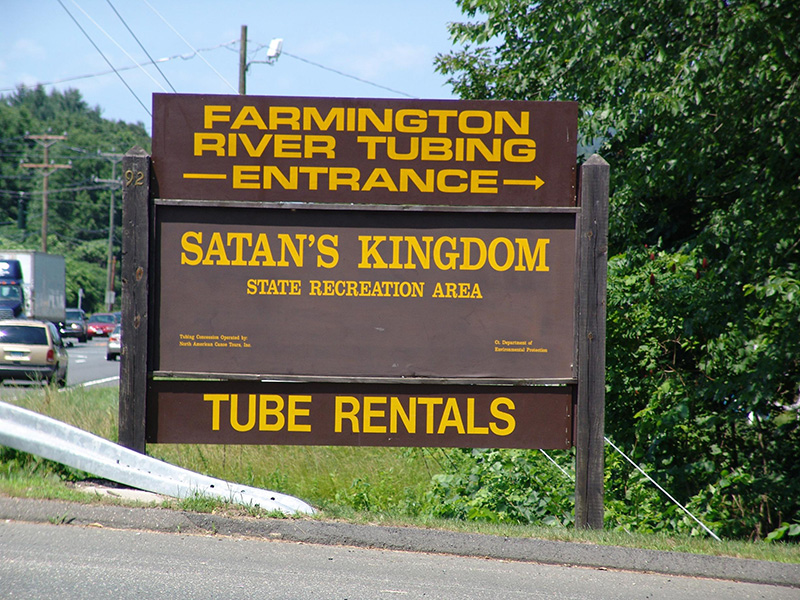 FARMINGTON
RIVER TUBING
ENTRANCE
92
SATAN'S KINGDOM
STATE RECREATION AREA
Tubing Concession Operated by:
North American Canoe Tours, Inc
Ct. Department of
Environmental Protection
TUBE RENTALS